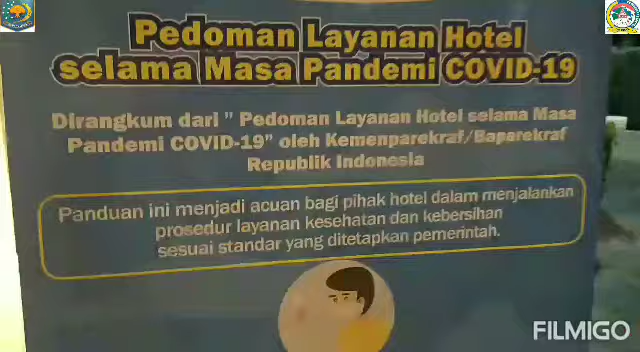 Pedoman Layanan Hotel
selama Masa Pandemi COVID-19
Dirangkum dari " Pedoman Layanan Hotel selama Masa
Pandemi COVID-19" oleh Kemenparekraf/Baparekraf
Republik Indonesia
Panduan ini menjadi acuan bagi pihak hotel dalam menjalankan
prosedur layanan kesehatan dan kebersihan
sesuai standar yang ditetapkan pemerintah.
FILMIGO